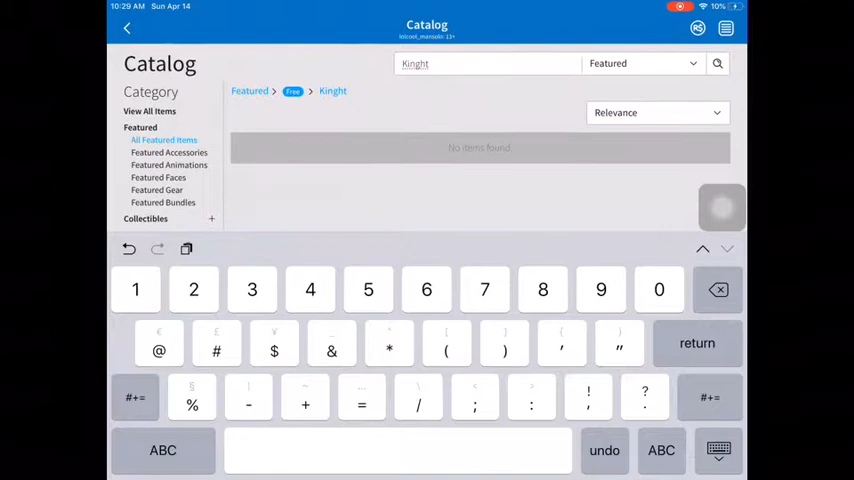 10:29 AM Sun Apr 14
10%
Catalog
lolcool_mansolo: 13+
R$
Catalog
Kinght
Featured
Category
Featured > Free > Kinght
View All Items
Relevance
Featured
All Featured Items
Featured Accessories
No items found
Featured Animations
Featured Faces
Featured Gear
Featured Bundles
Collectibles +
1 2 3 4 5 6 7 8 9 0
€ £ ¥ _ ^ [ ] { }
@ # $ & * ( ) ' "
return
§ | ~ … \ < >
#+= % - + = / ; : ! , ? . #+=
ABC undo ABC